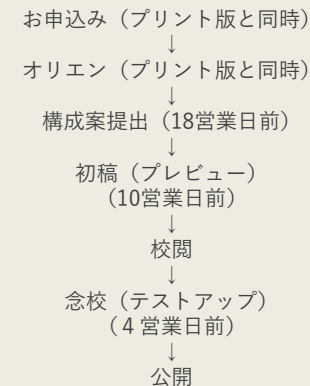 お申込み（プリント版と同時）
↓
オリエン（プリント版と同時）
↓
構成案提出（18営業日前）
↓
初稿（プレビュー）
（10営業日前）
↓
校閲
↓
念校（テストアップ）
（４営業日前）
↓
公開